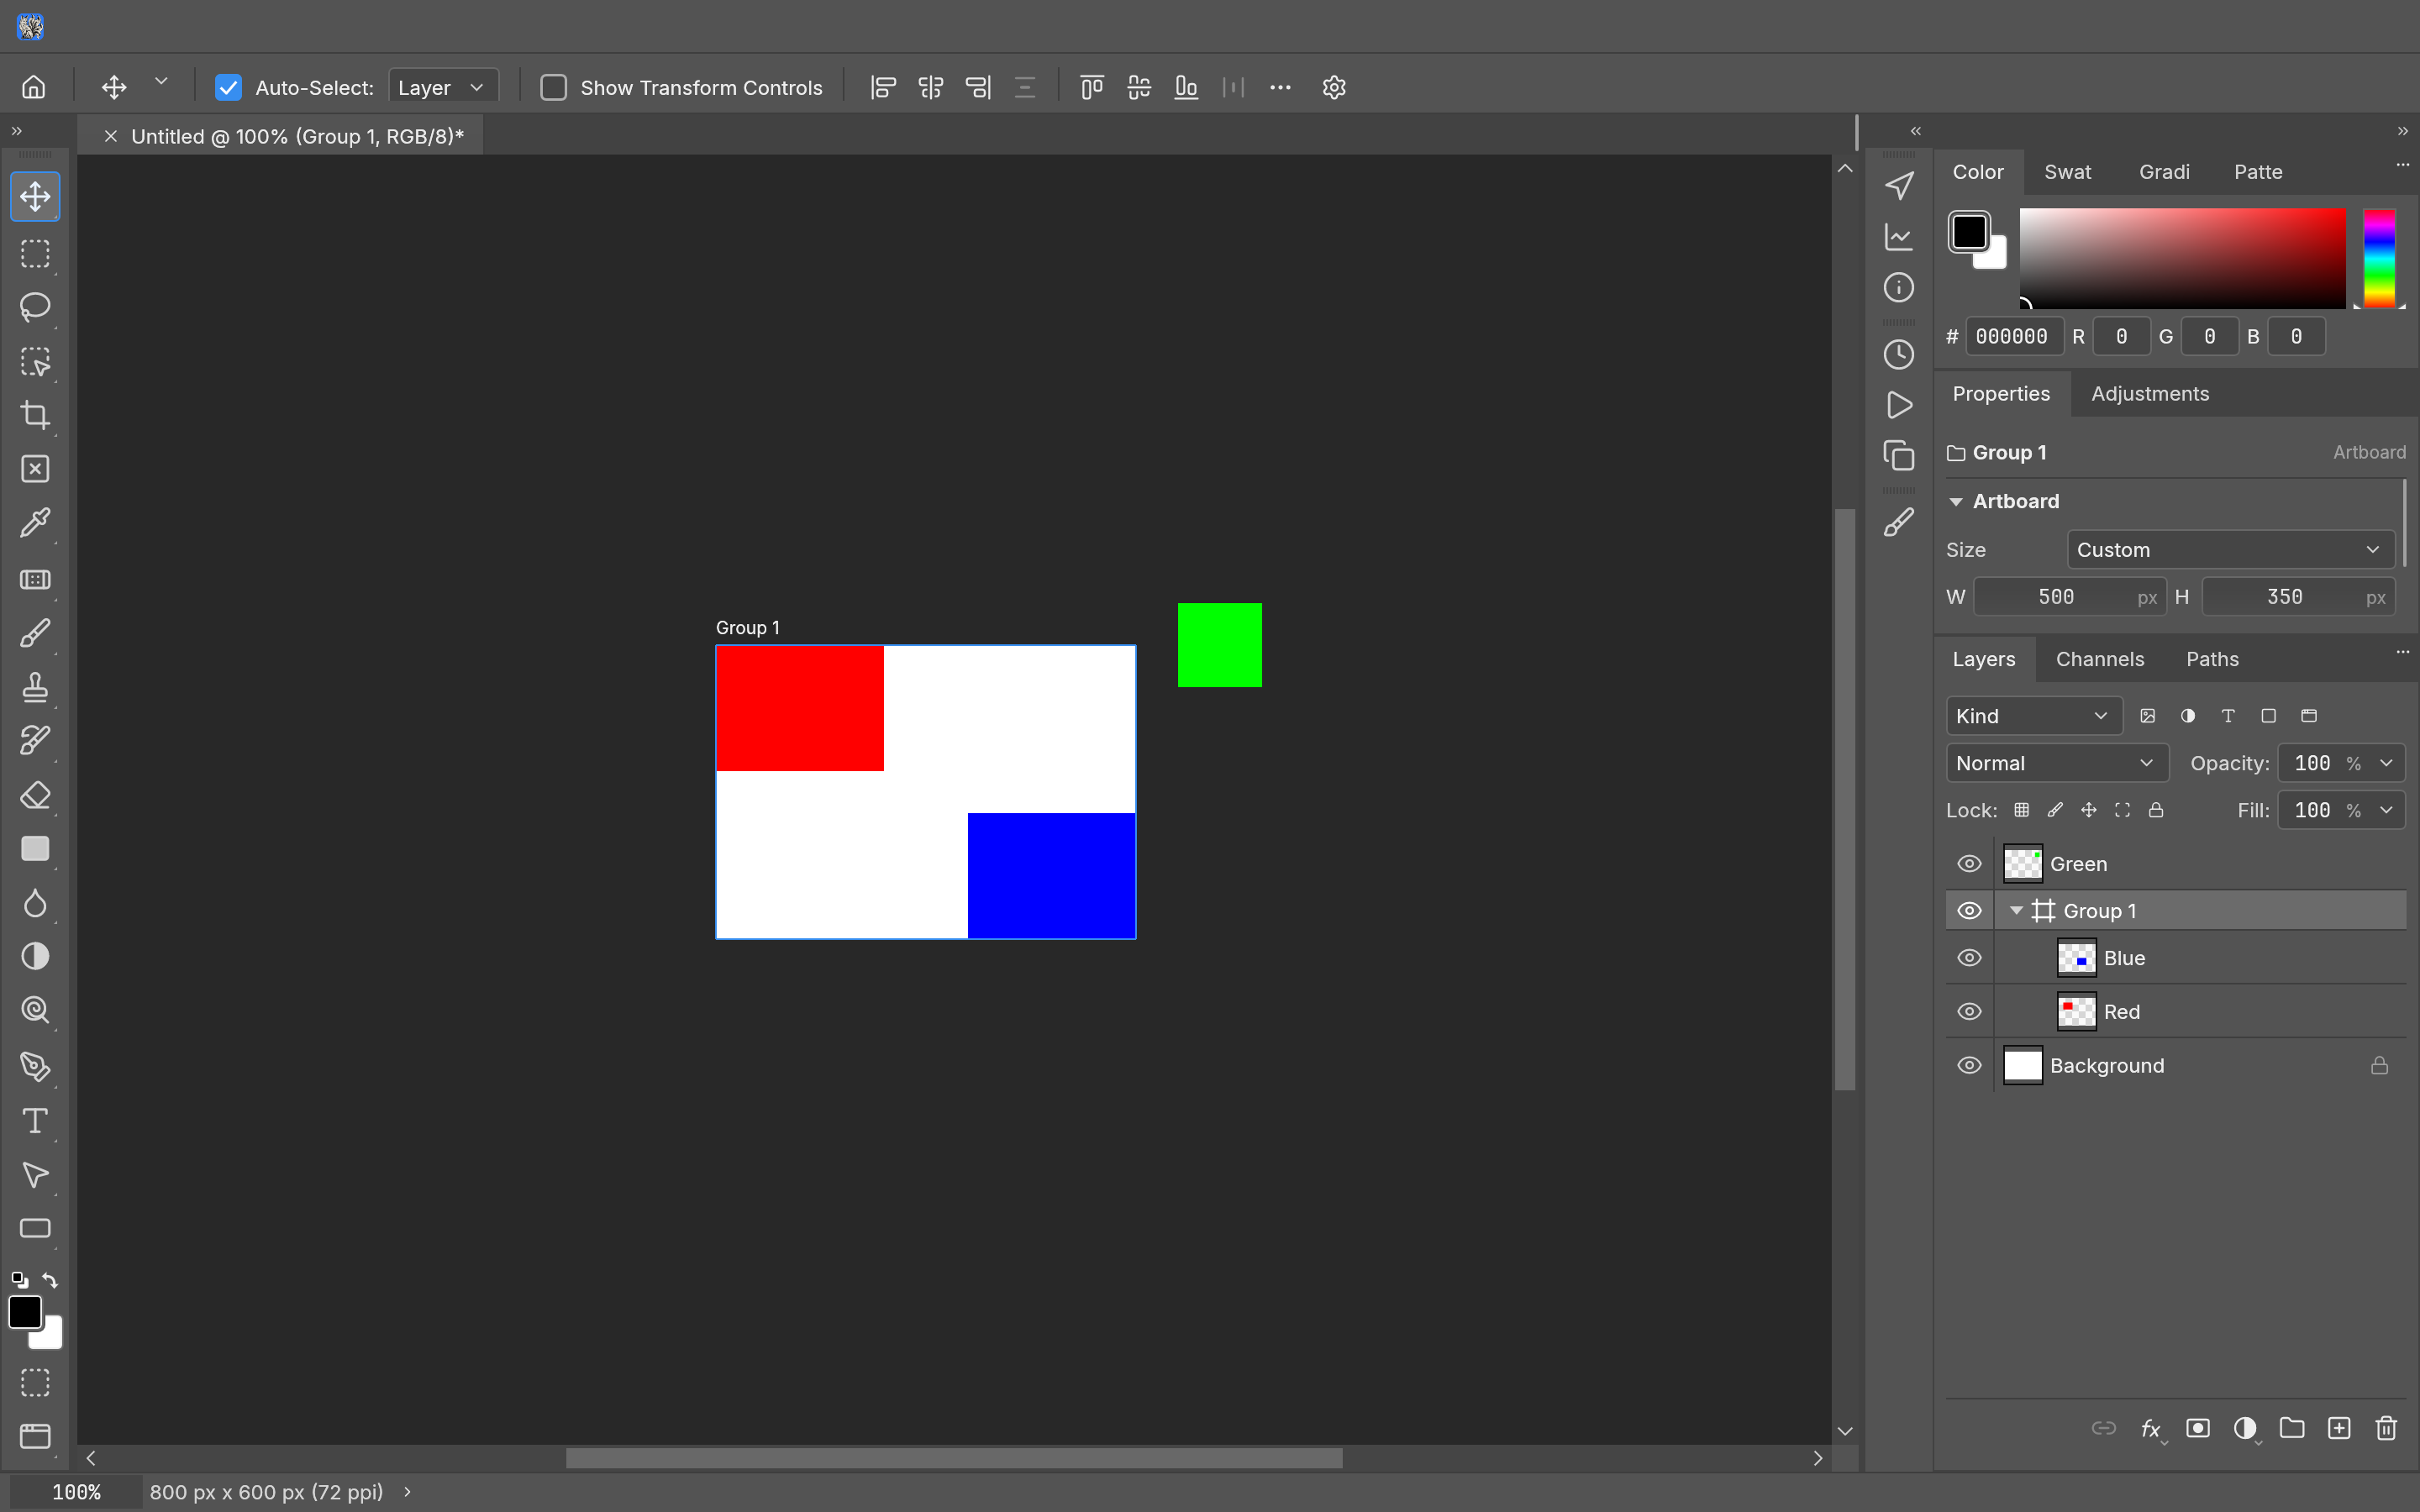 Auto-Select: Layer Show Transform Controls
Untitled @ 100% (Group 1, RGB/8)*
Color Swat Gradi Patte
# 000000 R 0 G 0 B 0
Properties Adjustments
Group 1 Artboard
Artboard
Size Custom
W 500 px H 350 px
Group 1
Layers Channels Paths
Kind
Normal Opacity: 100 %
Lock: Fill: 100 %
Green
Group 1
Blue
Red
Background
fx
100% 800 px x 600 px (72 ppi)